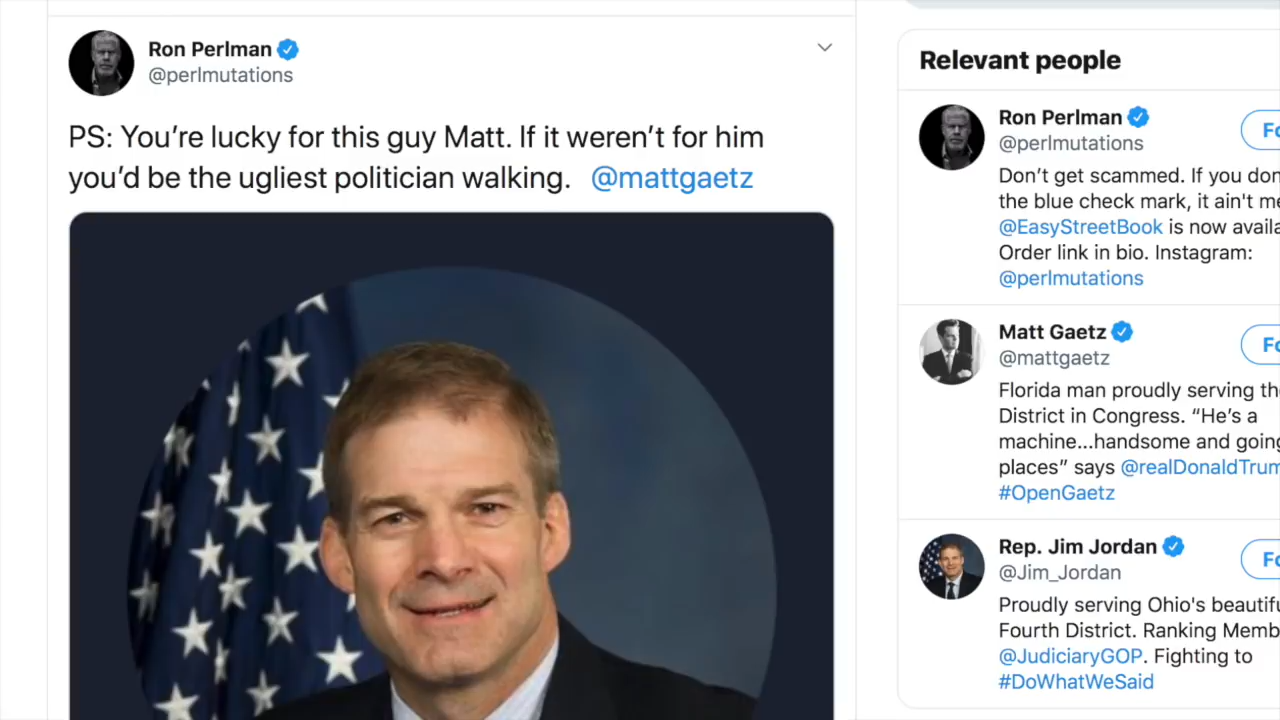 Ron Perlman
@perlmutations
PS: You’re lucky for this guy Matt. If it weren’t for him
you’d be the ugliest politician walking. @mattgaetz
Relevant people
Ron Perlman
@perlmutations
Don’t get scammed. If you don
the blue check mark, it ain't me
@EasyStreetBook is now availa
Order link in bio. Instagram:
@perlmutations
Matt Gaetz
@mattgaetz
Florida man proudly serving the
District in Congress. “He’s a
machine...handsome and going
places” says @realDonaldTrum
#OpenGaetz
Rep. Jim Jordan
@Jim_Jordan
Proudly serving Ohio's beautifu
Fourth District. Ranking Memb
@JudiciaryGOP. Fighting to
#DoWhatWeSaid